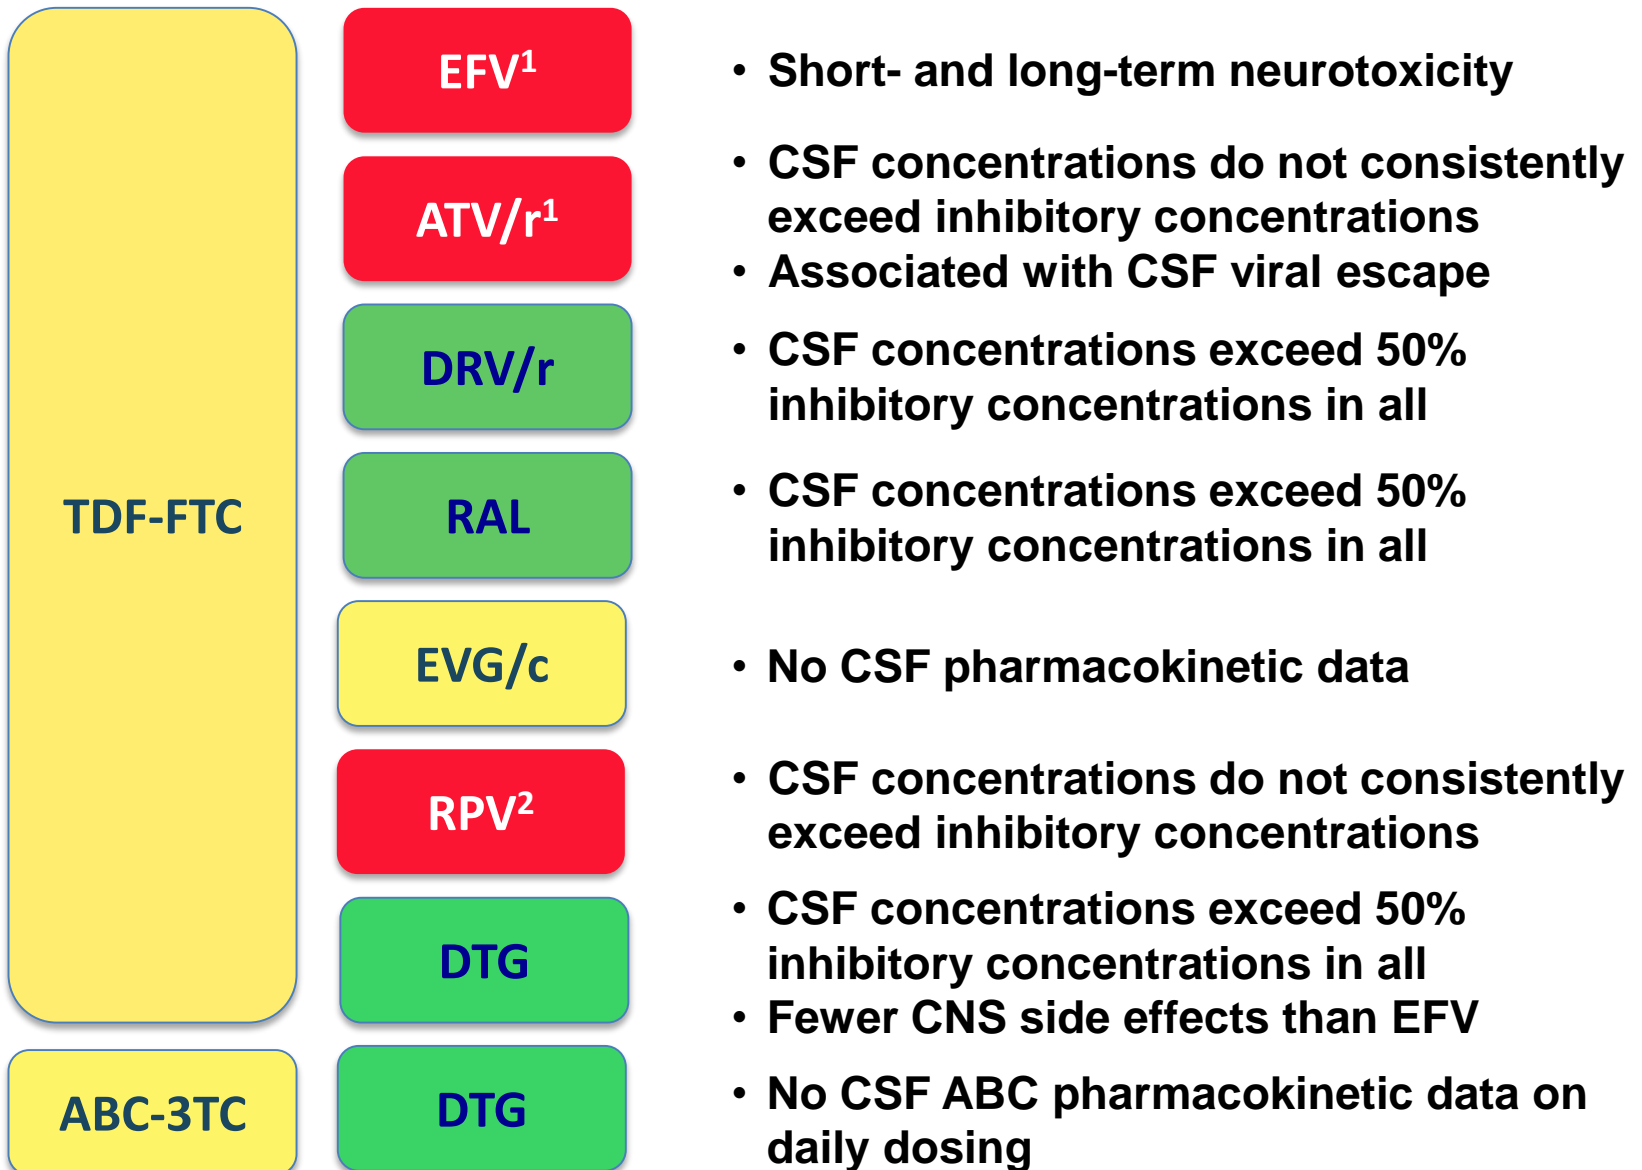 EFV¹
• Short- and long-term neurotoxicity
ATV/r¹
• CSF concentrations do not consistently
exceed inhibitory concentrations
• Associated with CSF viral escape
DRV/r
• CSF concentrations exceed 50%
inhibitory concentrations in all
TDF-FTC
RAL
• CSF concentrations exceed 50%
inhibitory concentrations in all
EVG/c
• No CSF pharmacokinetic data
RPV²
• CSF concentrations do not consistently
exceed inhibitory concentrations
DTG
• CSF concentrations exceed 50%
inhibitory concentrations in all
• Fewer CNS side effects than EFV
ABC-3TC
DTG
• No CSF ABC pharmacokinetic data on
daily dosing